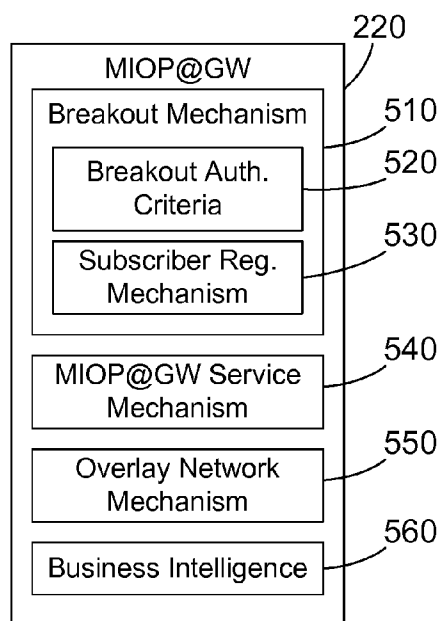 220
MIOP@GW
Breakout Mechanism
510
Breakout Auth.
Criteria
520
Subscriber Reg.
Mechanism
530
MIOP@GW Service
Mechanism
540
Overlay Network
Mechanism
550
Business Intelligence
560